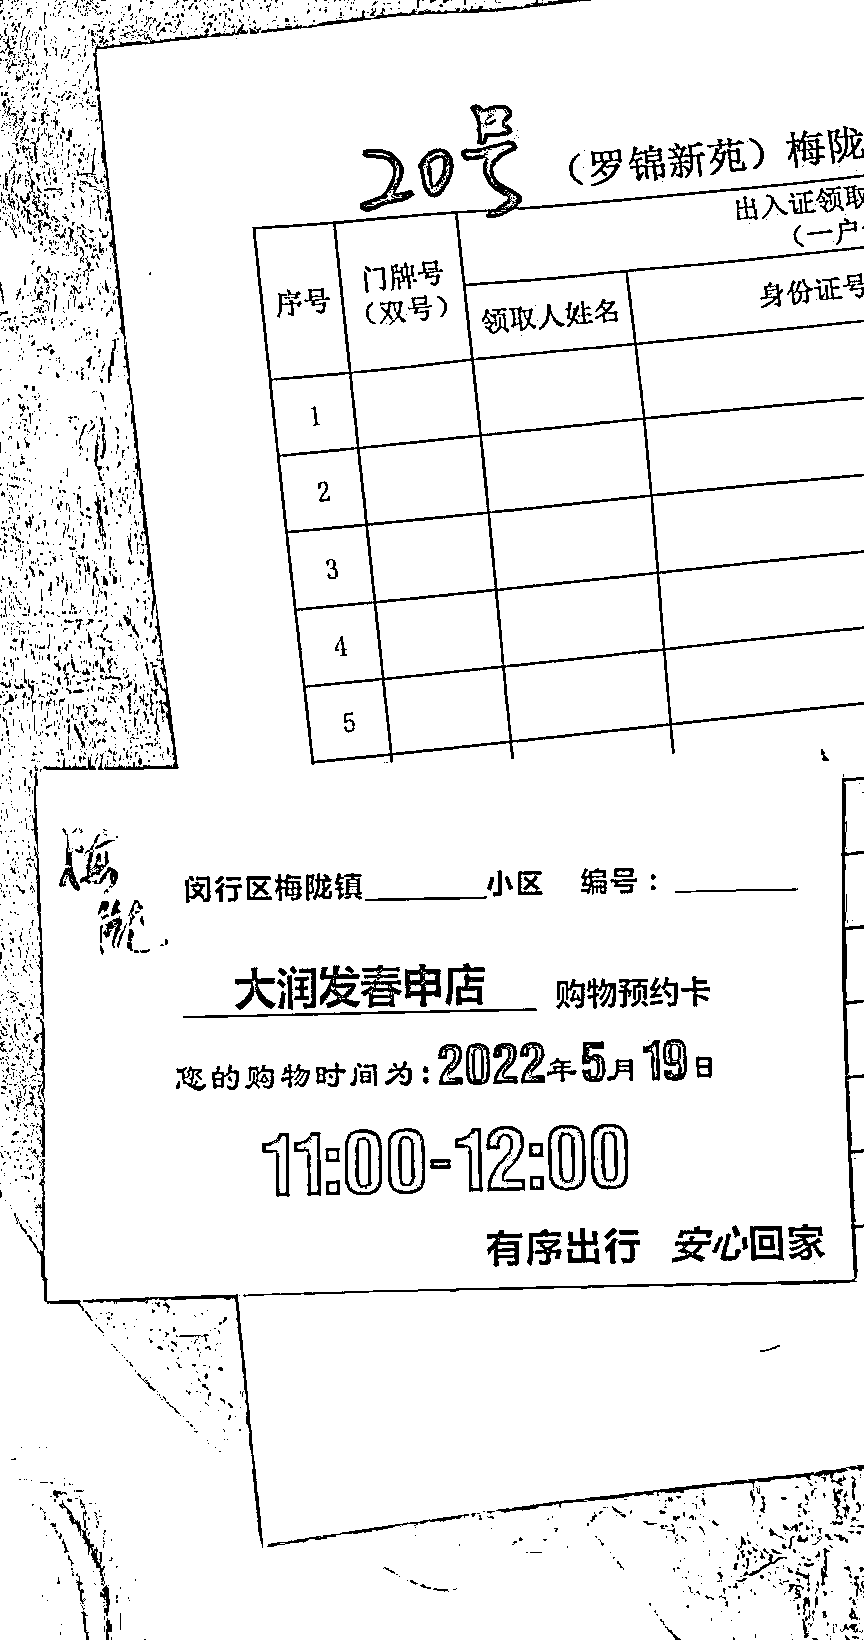 20号 （罗锦新苑）梅陇
出入证领取
（一户
序号 门牌号（双号） 领取人姓名 身份证号
1
2
3
4
5
梅陇
闵行区梅陇镇________小区 编号：________
大润发春申店 购物预约卡
您的购物时间为：2022年5月19日
11:00-12:00
有序出行 安心回家